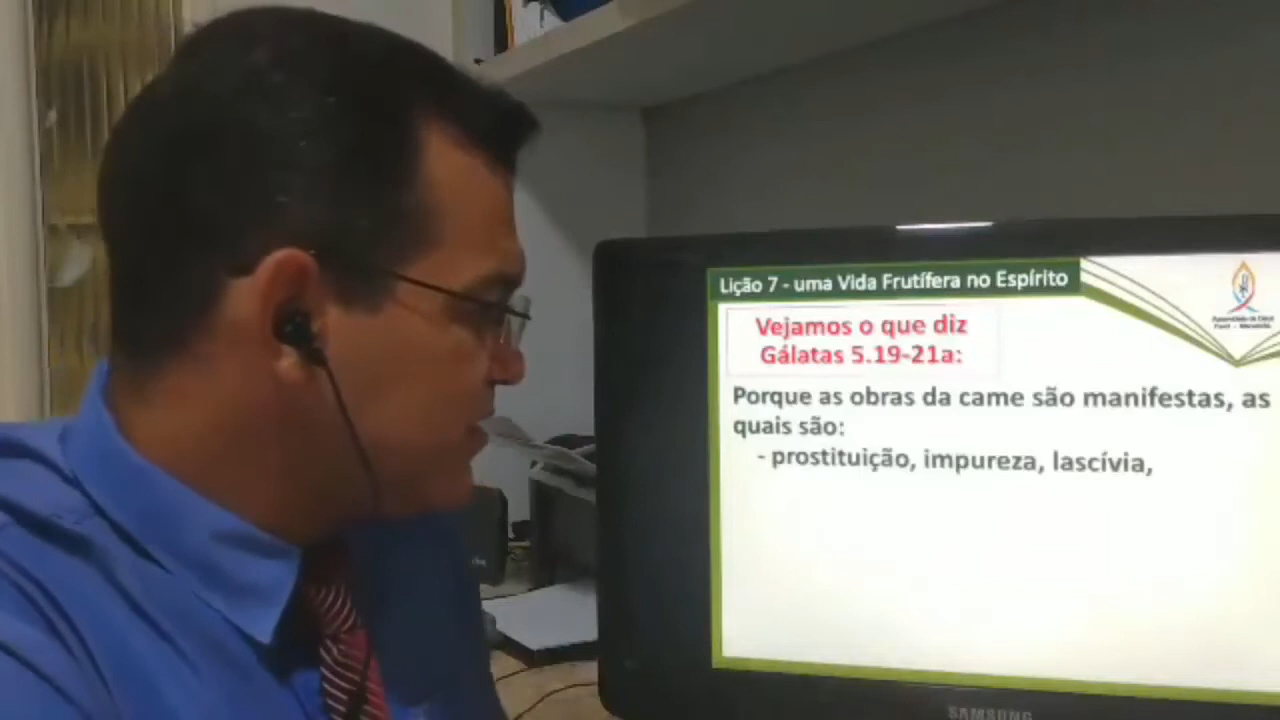 Lição 7 - uma Vida Frutífera no Espírito
Vejamos o que diz
Gálatas 5.19-21a:
Porque as obras da carne são manifestas, as
quais são:
- prostituição, impureza, lascívia,
SAMSUNG